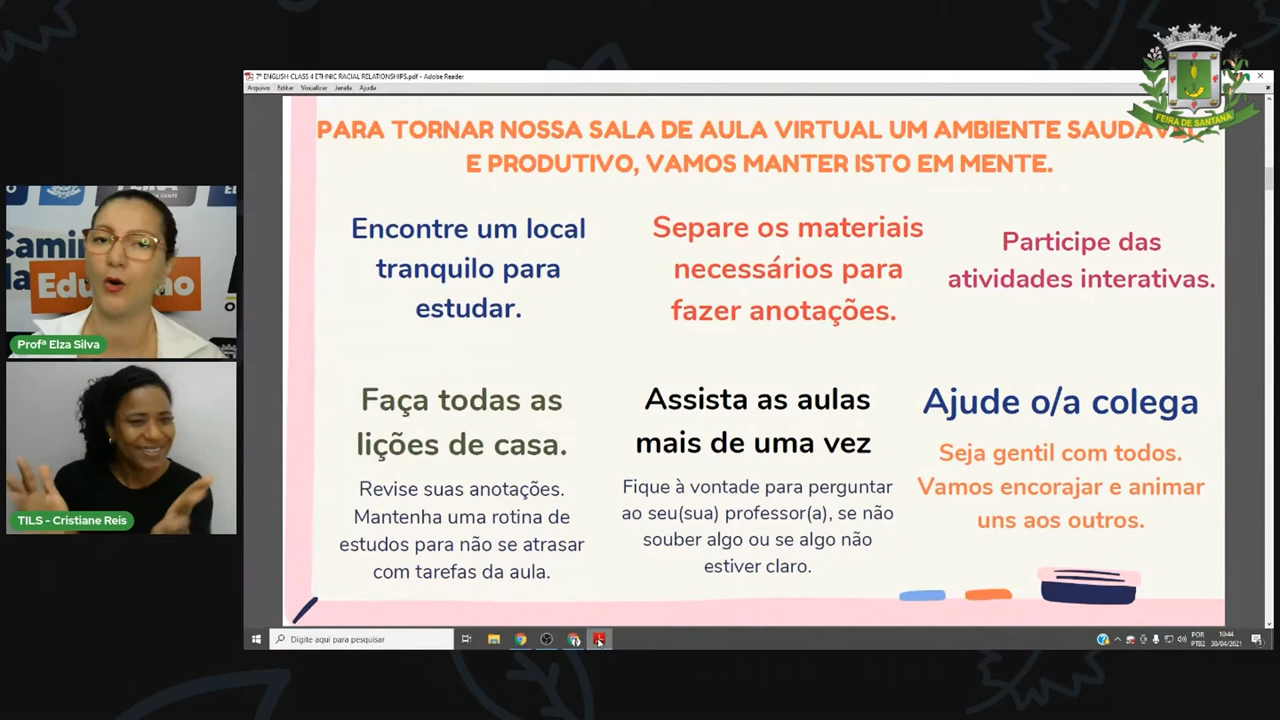 FEIRA DE SANTANA
7º ENGLISH CLASS 4 ETHNIC RACIAL RELATIONSHIPS.pdf - Adobe Reader
Arquivo Editar Visualizar Janela Ajuda
PARA TORNAR NOSSA SALA DE AULA VIRTUAL UM AMBIENTE
E PRODUTIVO, VAMOS MANTER ISTO EM MENTE.
Encontre um local
tranquilo para
estudar.
Separe os materiais
necessários para
fazer anotações.
Participe das
atividades interativas.
Faça todas as
lições de casa.
Revise suas anotações.
Mantenha uma rotina de
estudos para não se atrasar
com tarefas da aula.
Assista as aulas
mais de uma vez
Fique à vontade para perguntar
ao seu(sua) professor(a), se não
souber algo ou se algo não
estiver claro.
Ajude o/a colega
Seja gentil com todos.
Vamos encorajar e animar
uns aos outros.
Profª Elza Silva
TILS - Cristiane Reis
Digite aqui para pesquisar
POR
PTB2
10:44
30/04/2021